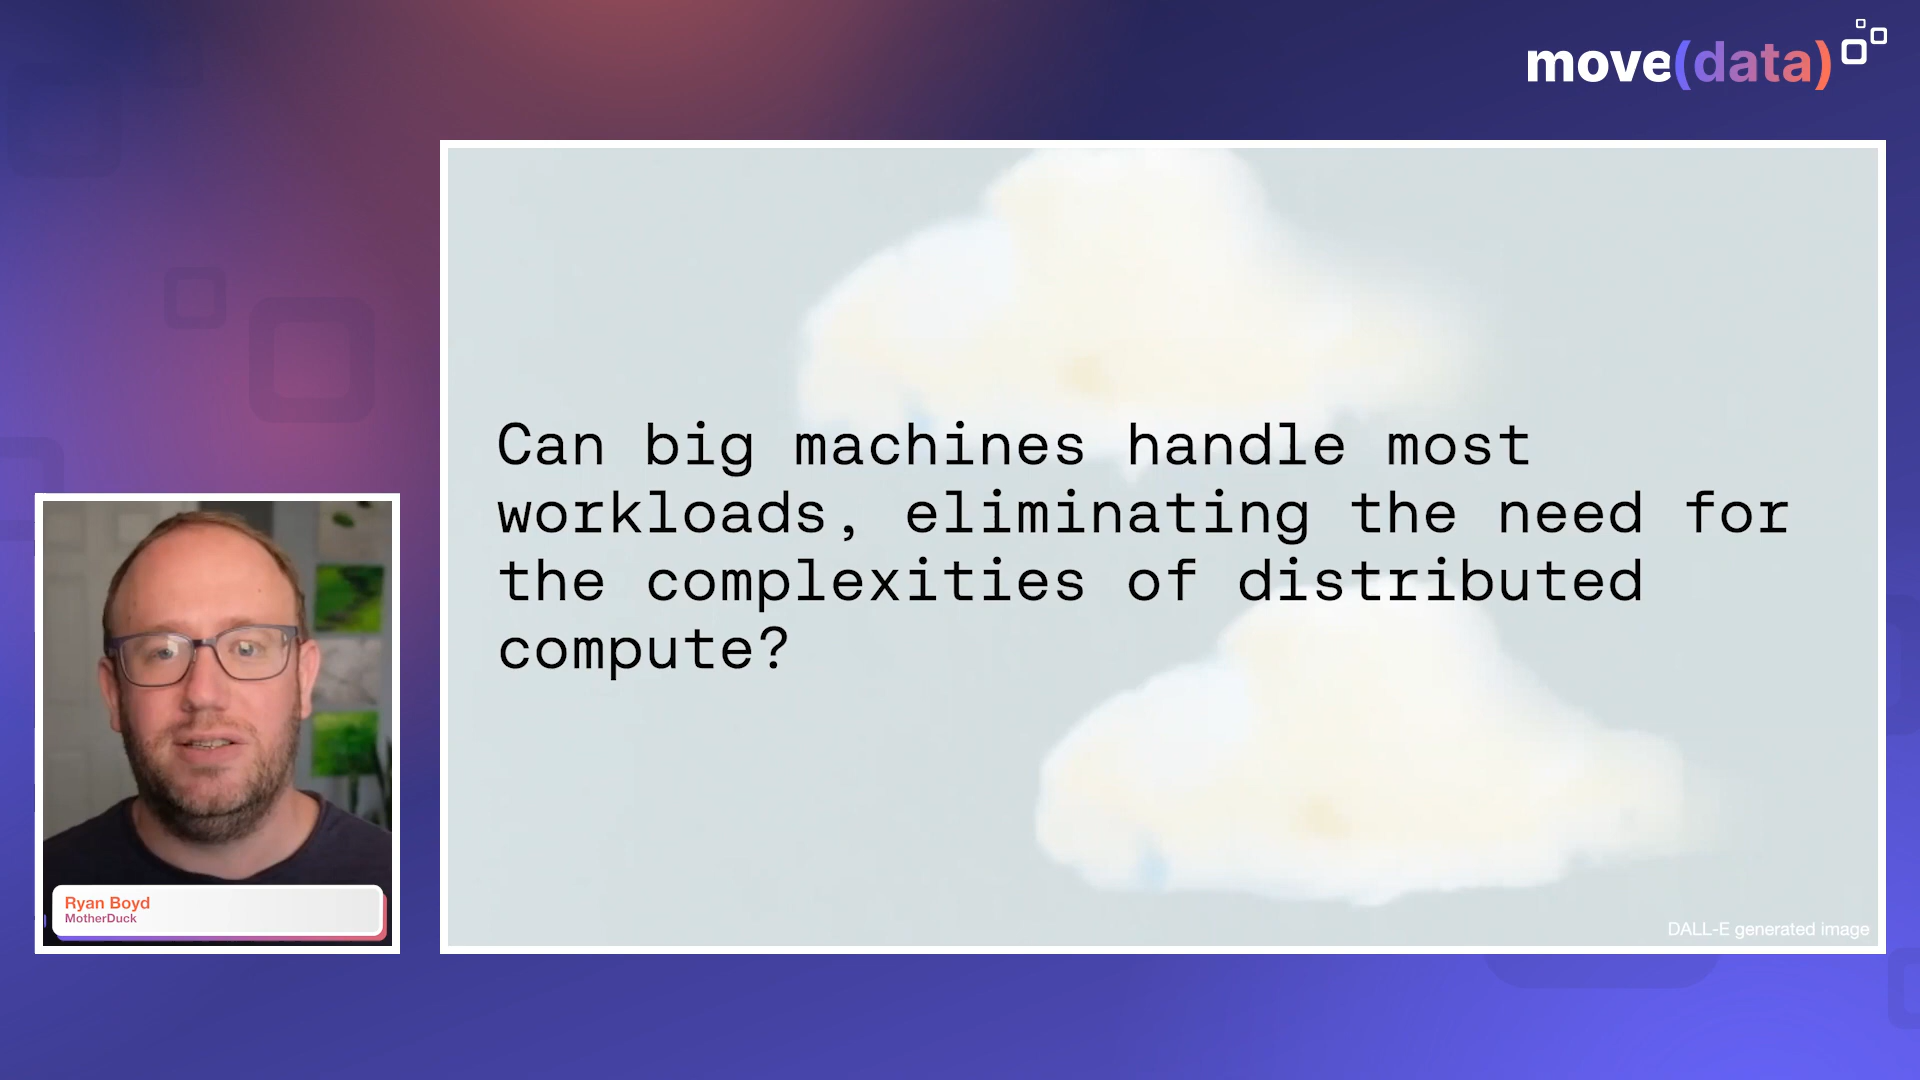 move(data)
Can big machines handle most
workloads, eliminating the need for
the complexities of distributed
compute?
Ryan Boyd
MotherDuck
DALL-E generated image